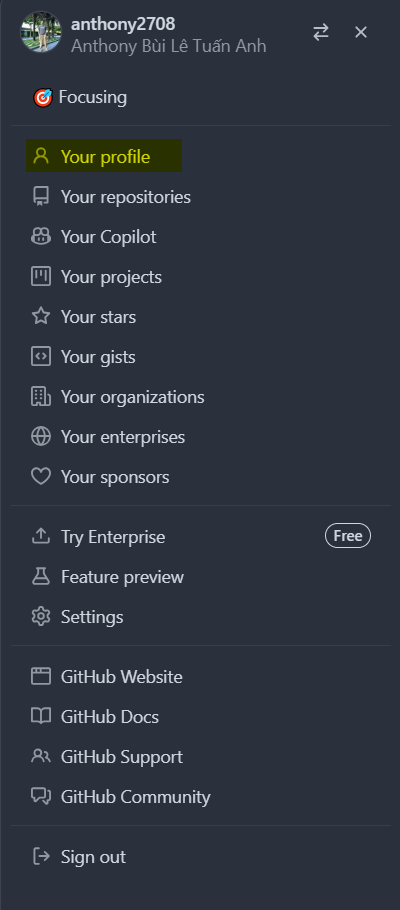 anthony2708
Anthony Bùi Lê Tuấn Anh
Focusing
Your profile
Your repositories
Your Copilot
Your projects
Your stars
Your gists
Your organizations
Your enterprises
Your sponsors
Try Enterprise Free
Feature preview
Settings
GitHub Website
GitHub Docs
GitHub Support
GitHub Community
Sign out